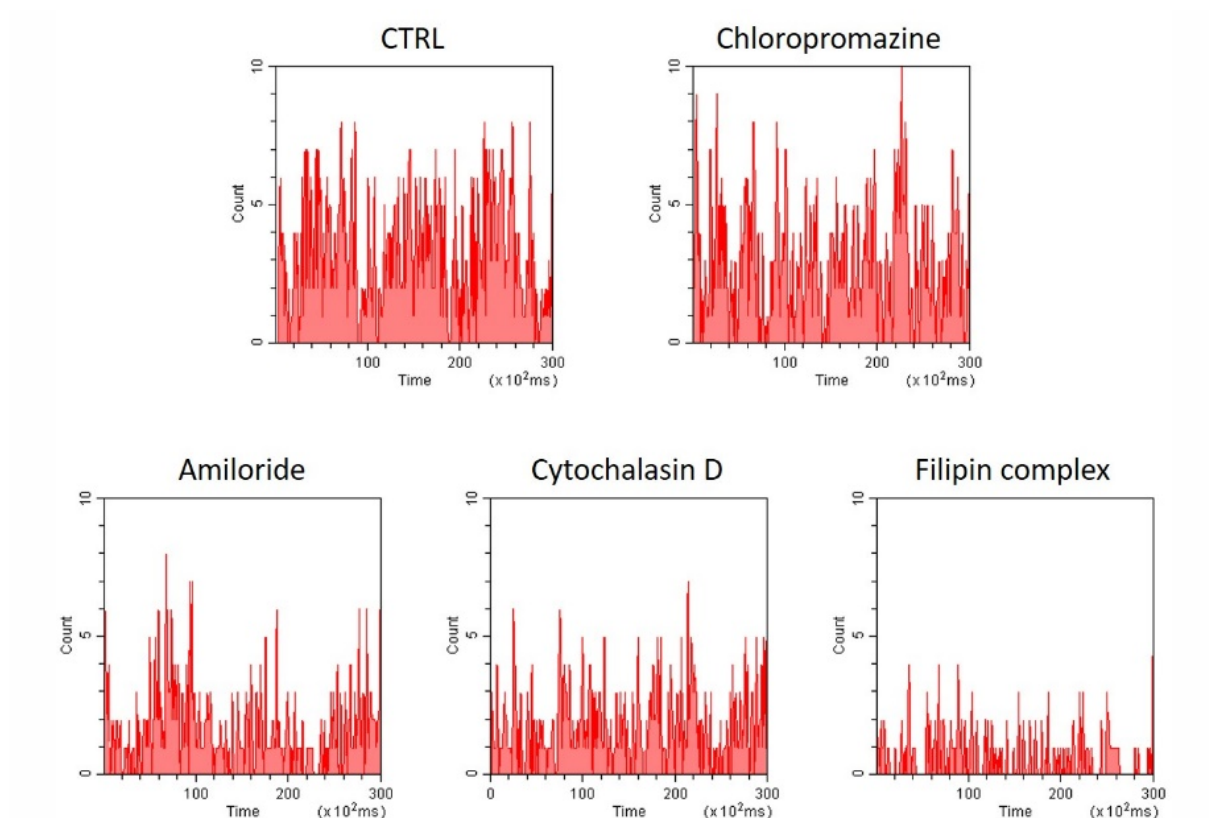 CTRL
10
5
0
Count
100 200 300
Time (x10²ms)
Chloropromazine
10
5
0
Count
100 200 300
Time (x10²ms)
Amiloride
10
5
0
Count
100 200 300
Time (x10²ms)
Cytochalasin D
10
5
0
Count
0 100 200 300
Time (x10²ms)
Filipin complex
10
5
0
Count
100 200 300
Time (x10²ms)